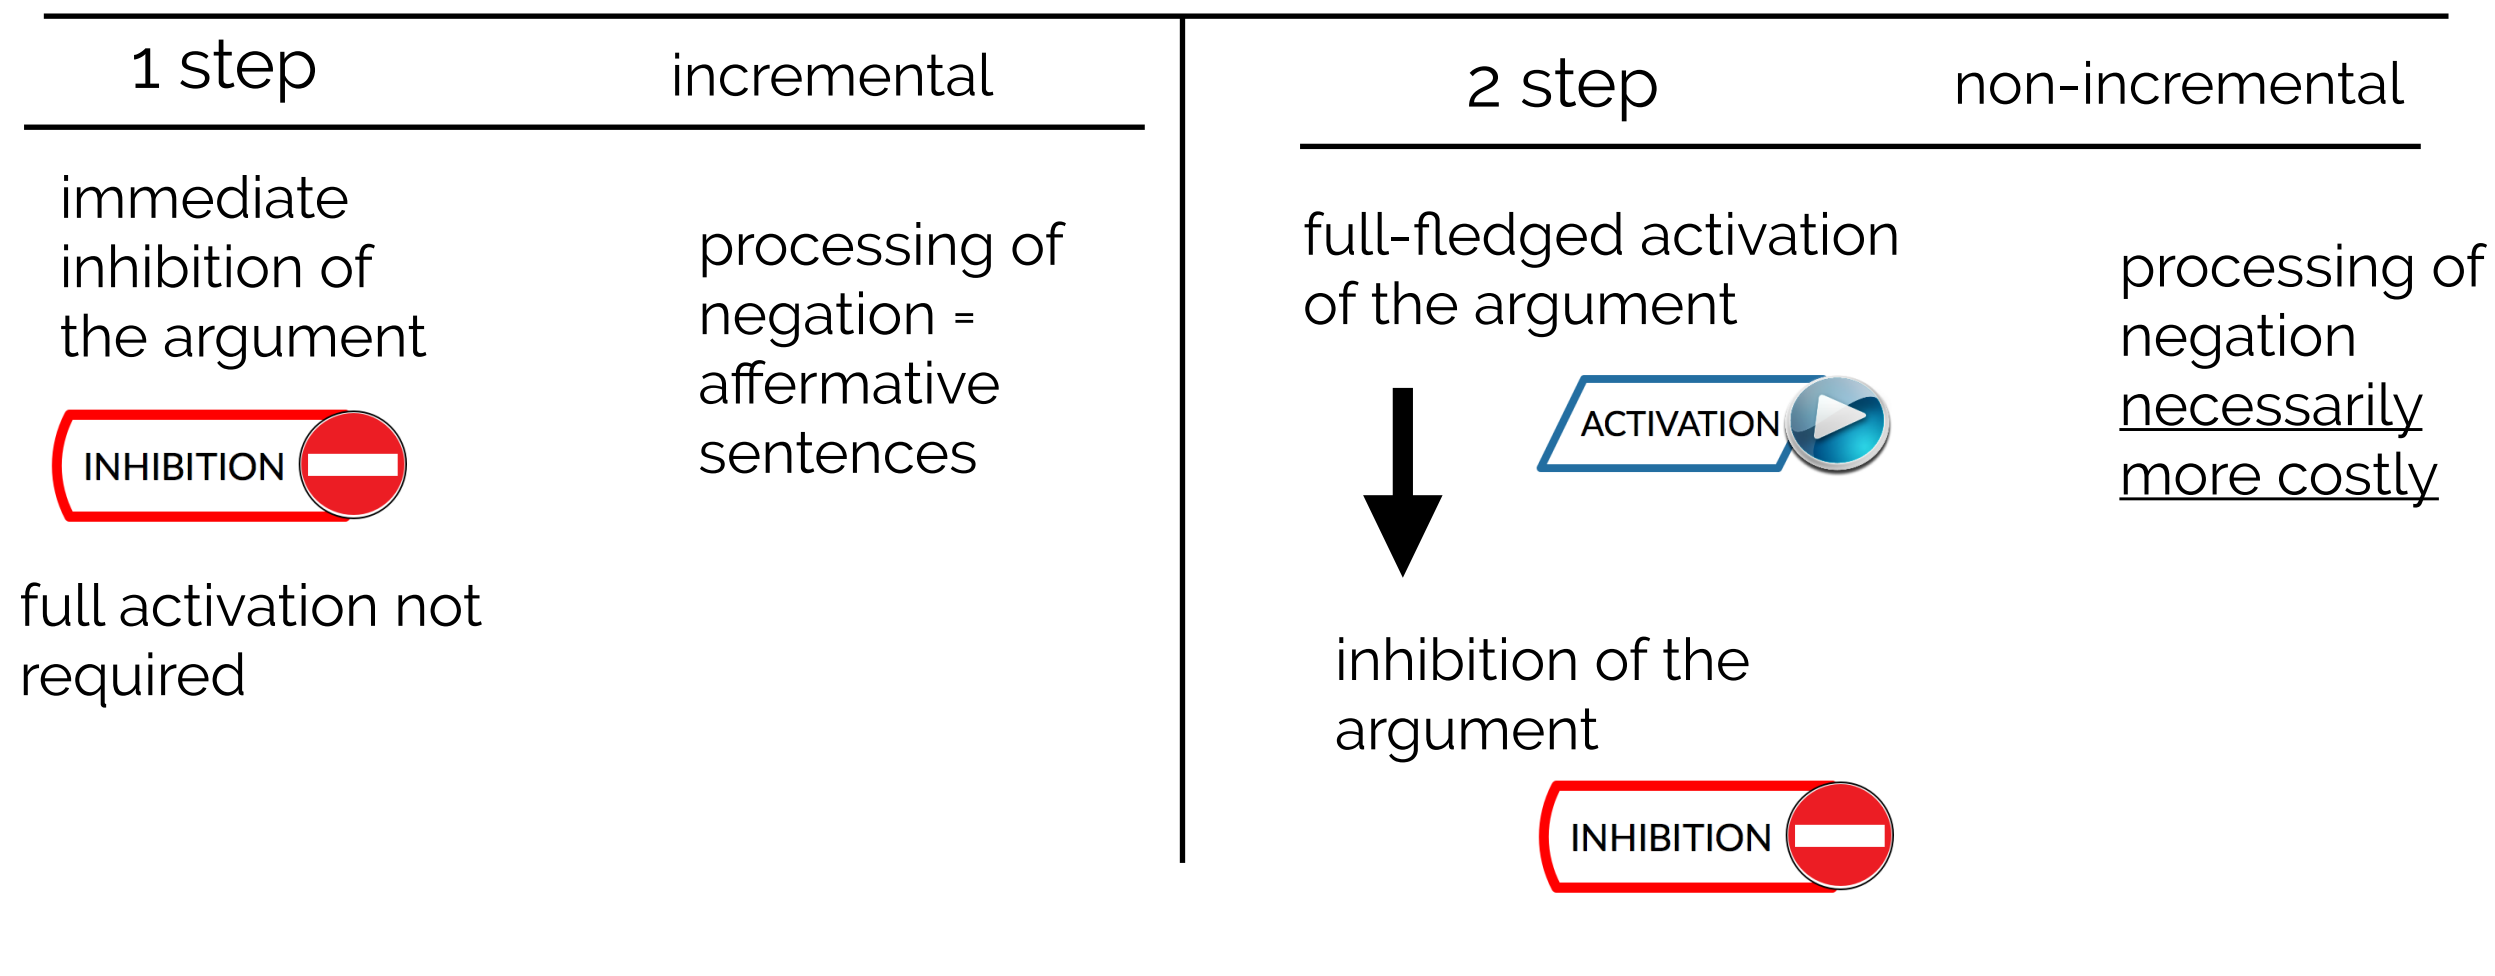 1 step
incremental
immediate
inhibition of
the argument
INHIBITION
full activation not
required
processing of
negation =
affermative
sentences
2 step
non-incremental
full-fledged activation
of the argument
ACTIVATION
inhibition of the
argument
INHIBITION
processing of
negation
necessarily
more costly